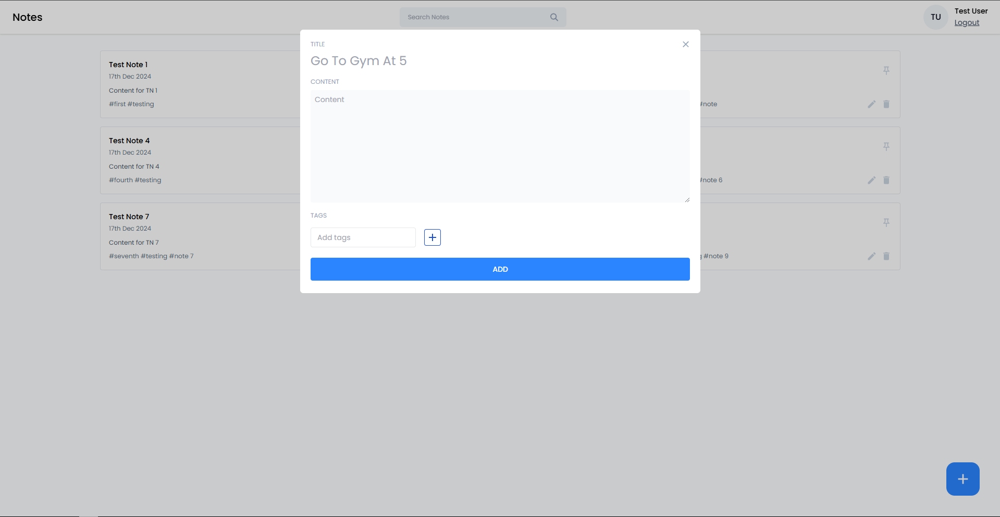 Notes
Search Notes
TU
Test User
Logout
TITLE
Go To Gym At 5
CONTENT
Content
TAGS
Add tags
ADD
Test Note 1
17th Dec 2024
Content for TN 1
#first #testing
#note
Test Note 4
17th Dec 2024
Content for TN 4
#fourth #testing
#note 6
Test Note 7
17th Dec 2024
Content for TN 7
#seventh #testing #note 7
#note 9